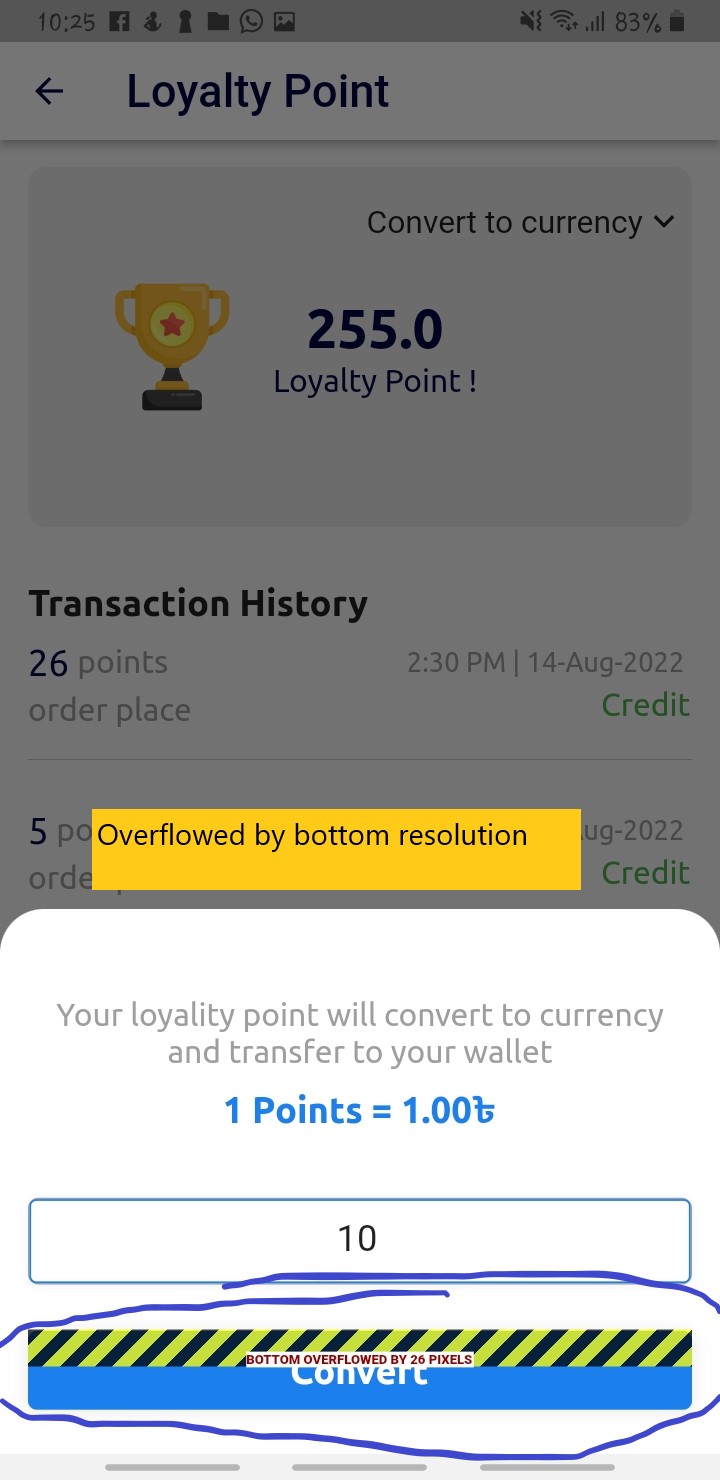 10:25
83%
Loyalty Point
Convert to currency
255.0
Loyalty Point !
Transaction History
26 points
2:30 PM | 14-Aug-2022
order place
Credit
5 po
ug-2022
Overflowed by bottom resolution
orde
Credit
Your loyality point will convert to currency
and transfer to your wallet
1 Points = 1.00৳
10
BOTTOM OVERFLOWED BY 26 PIXELS
Convert